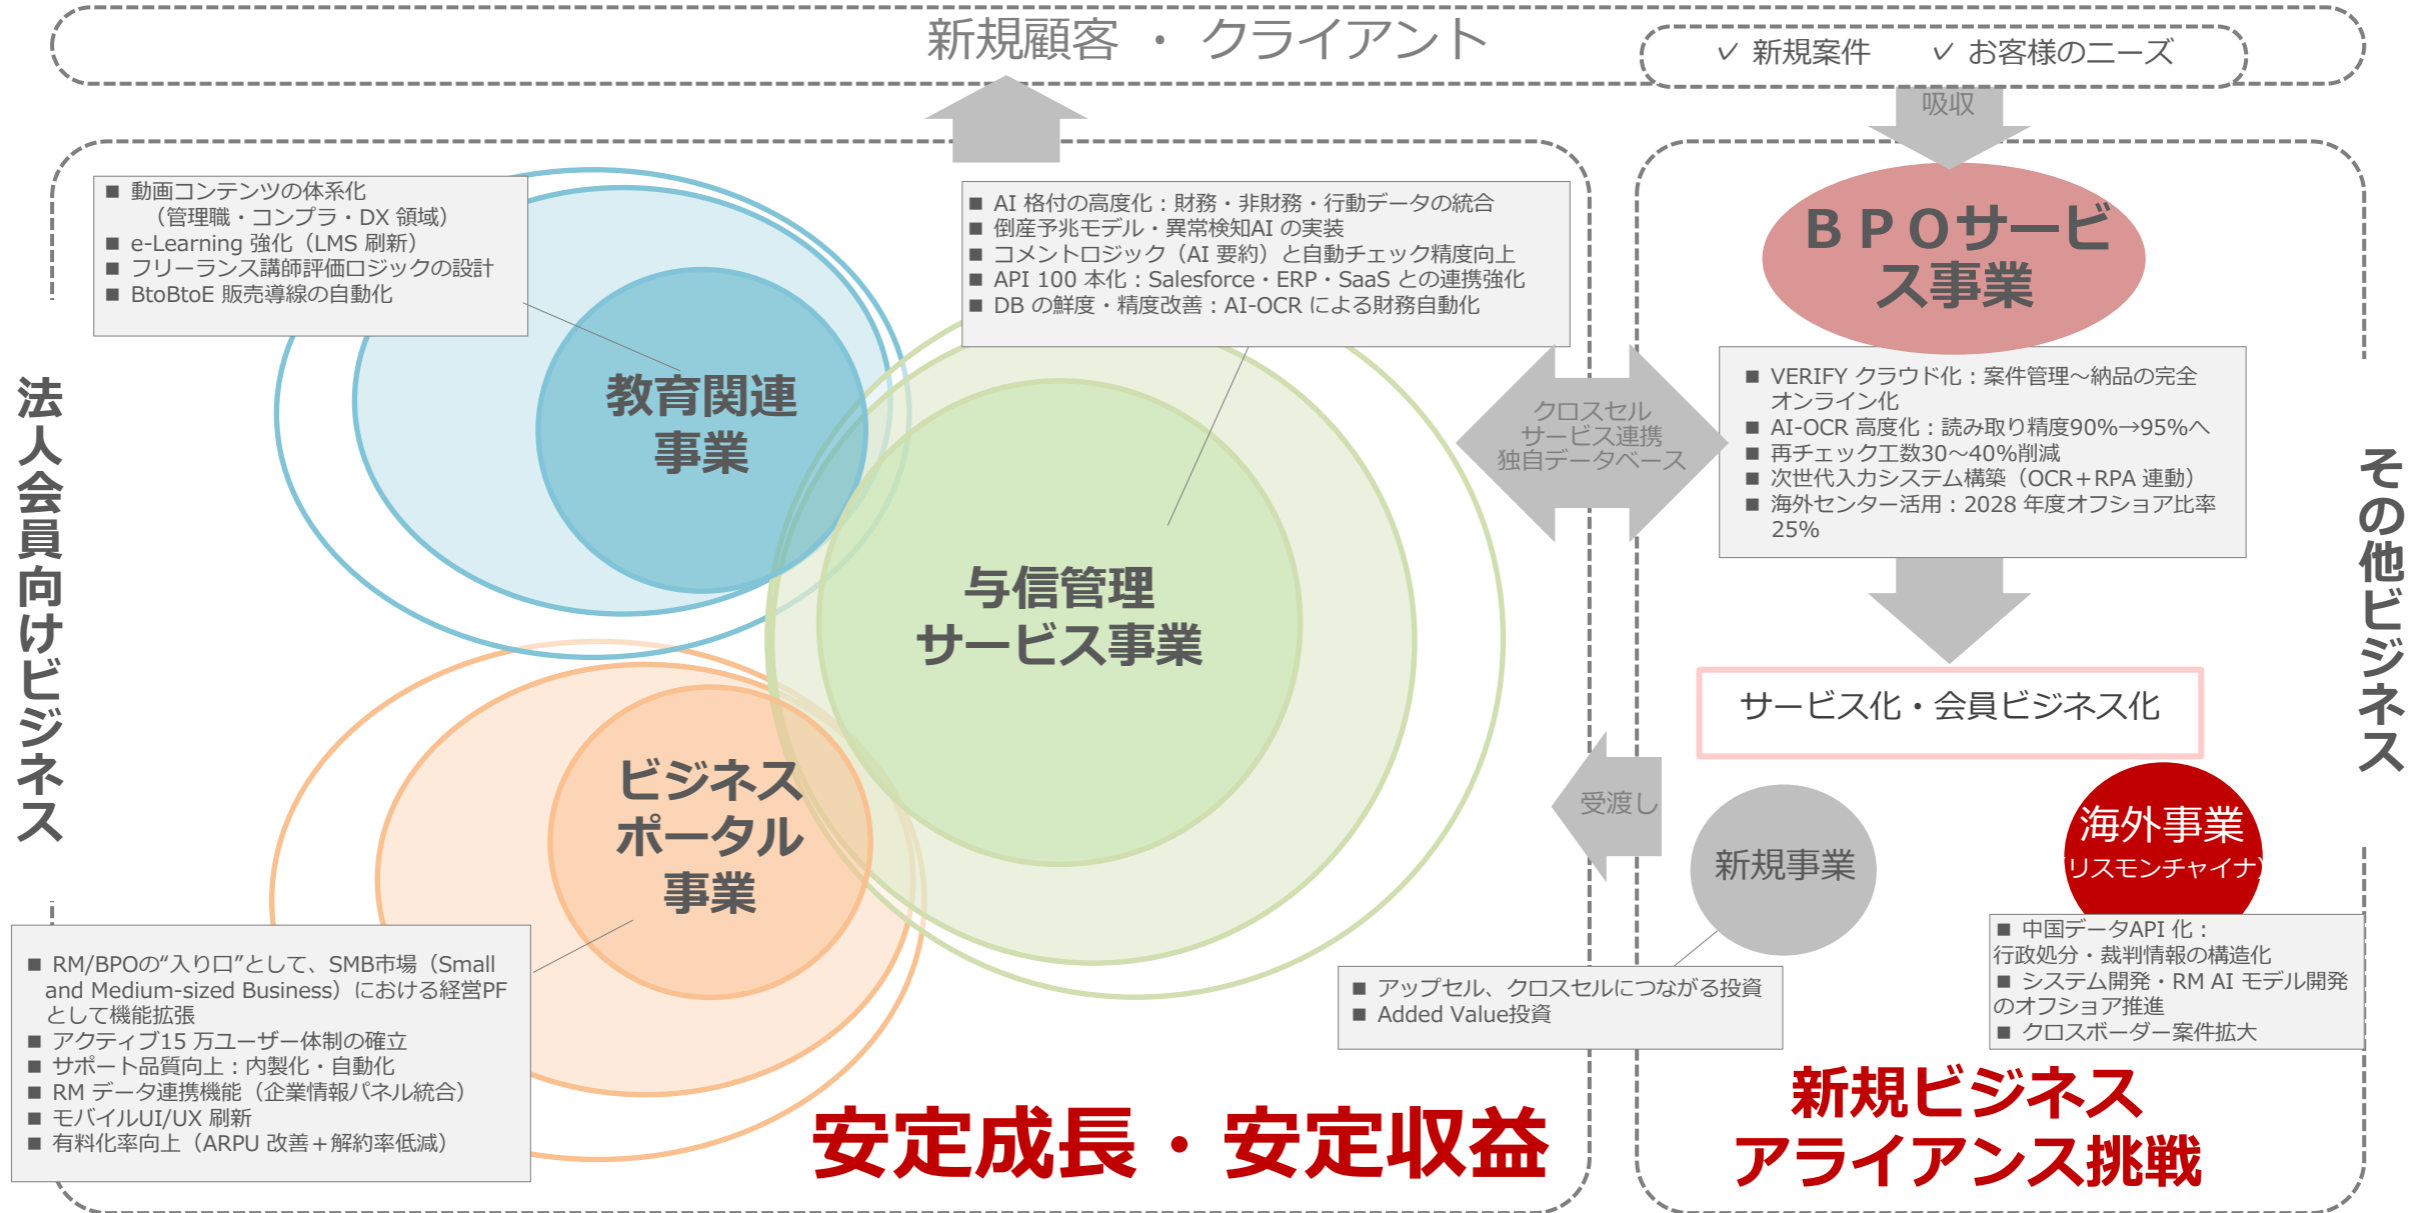 新規顧客 ・ クライアント
✓ 新規案件 ✓ お客様のニーズ
吸収
法人会員向けビジネス
■ 動画コンテンツの体系化
（管理職・コンプラ・DX 領域）
■ e-Learning 強化（LMS 刷新）
■ フリーランス講師評価ロジックの設計
■ BtoBtoE 販売導線の自動化
■ AI 格付の高度化：財務・非財務・行動データの統合
■ 倒産予兆モデル・異常検知AI の実装
■ コメントロジック（AI 要約）と自動チェック精度向上
■ API 100 本化：Salesforce・ERP・SaaS との連携強化
■ DB の鮮度・精度改善：AI-OCR による財務自動化
教育関連
事業
与信管理
サービス事業
ビジネス
ポータル
事業
■ RM/BPOの“入り口”として、SMB市場（Small
and Medium-sized Business）における経営PF
として機能拡張
■ アクティブ15 万ユーザー体制の確立
■ サポート品質向上：内製化・自動化
■ RM データ連携機能（企業情報パネル統合）
■ モバイルUI/UX 刷新
■ 有料化率向上（ARPU 改善＋解約率低減）
安定成長・安定収益
クロスセル
サービス連携
独自データベース
受渡し
その他ビジネス
ＢＰＯサービ
ス事業
■ VERIFY クラウド化：案件管理～納品の完全
オンライン化
■ AI-OCR 高度化：読み取り精度90%→95%へ
■ 再チェック工数30～40%削減
■ 次世代入力システム構築（OCR＋RPA 連動）
■ 海外センター活用：2028 年度オフショア比率
25%
サービス化・会員ビジネス化
新規事業
海外事業
（リスモンチャイナ）
■ アップセル、クロスセルにつながる投資
■ Added Value投資
■ 中国データAPI 化：
行政処分・裁判情報の構造化
■ システム開発・RM AI モデル開発
のオフショア推進
■ クロスボーダー案件拡大
新規ビジネス
アライアンス挑戦